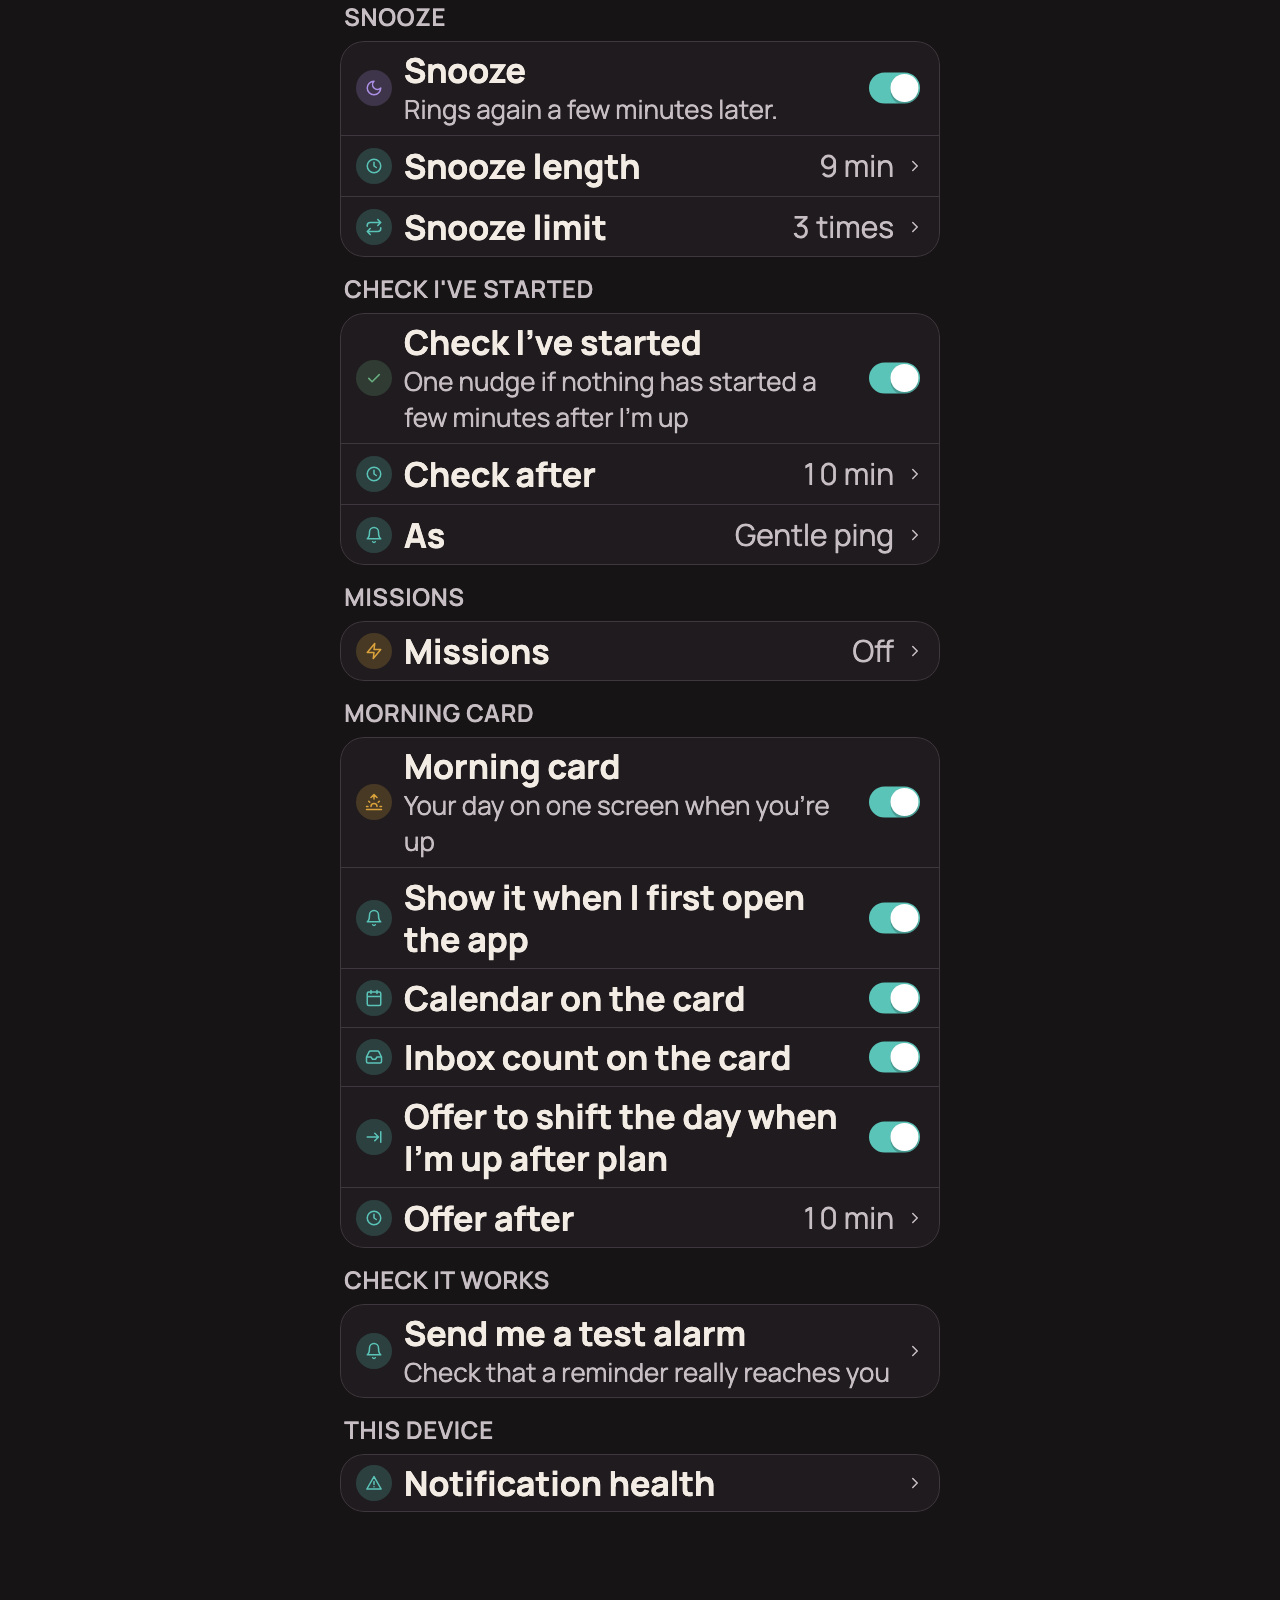 SNOOZE
Snooze
Rings again a few minutes later.
Snooze length
9 min
Snooze limit
3 times
CHECK I'VE STARTED
Check I’ve started
One nudge if nothing has started a
few minutes after I’m up
Check after
10 min
As
Gentle ping
MISSIONS
Missions
Off
MORNING CARD
Morning card
Your day on one screen when you’re
up
Show it when I first open
the app
Calendar on the card
Inbox count on the card
Offer to shift the day when
I’m up after plan
Offer after
10 min
CHECK IT WORKS
Send me a test alarm
Check that a reminder really reaches you
THIS DEVICE
Notification health